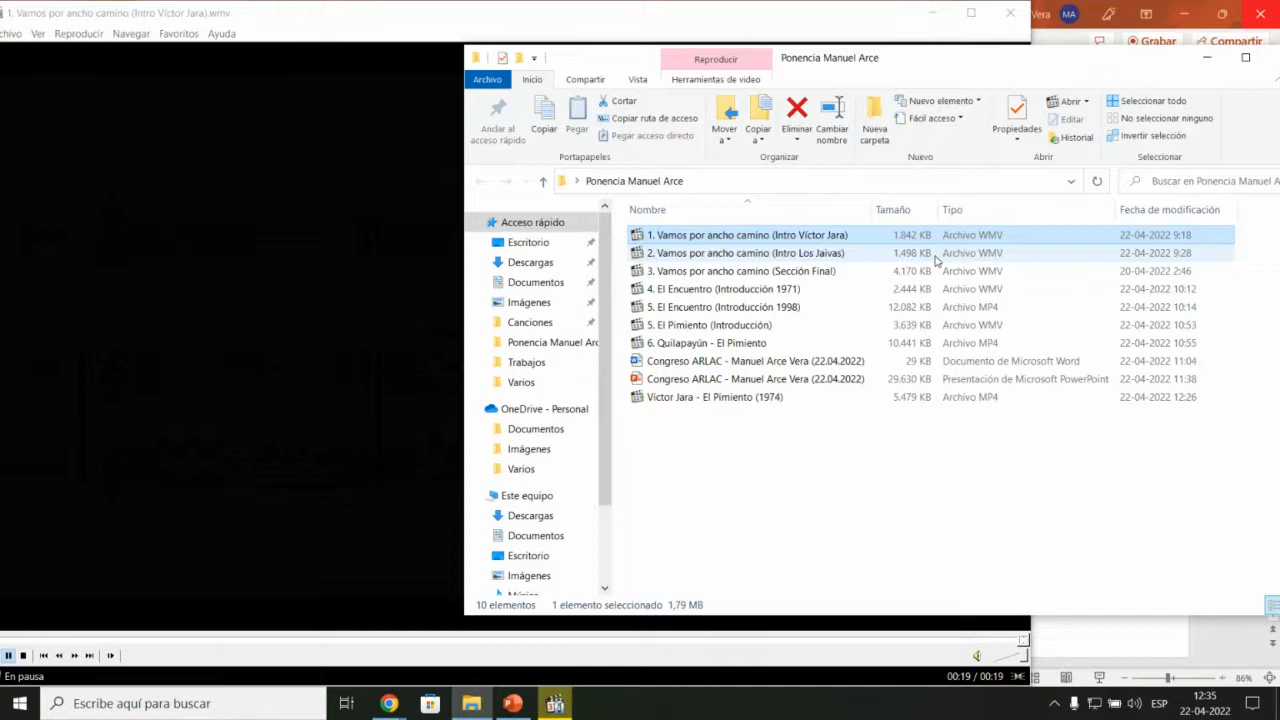 1. Vamos por ancho camino (Intro Víctor Jara).wmv
Vera MA
chivo Ver Reproducir Navegar Favoritos Ayuda
Grabar Compartir
Reproducir Ponencia Manuel Arce
Archivo Inicio Compartir Vista Herramientas de vídeo
Anclar al acceso rápido
Copiar
Pegar
Cortar
Copiar ruta de acceso
Pegar acceso directo
Mover a
Copiar a
Eliminar
Cambiar nombre
Nueva carpeta
Nuevo elemento
Fácil acceso
Propiedades
Abrir
Editar
Historial
Seleccionar todo
No seleccionar ninguno
Invertir selección
Portapapeles Organizar Nuevo Abrir Seleccionar
Ponencia Manuel Arce
Buscar en Ponencia Manuel A
Nombre Tamaño Tipo Fecha de modificación
Acceso rápido
Escritorio
Descargas
Documentos
Imágenes
Canciones
Ponencia Manuel Arc
Trabajos
Varios
OneDrive - Personal
Documentos
Imágenes
Varios
Este equipo
Descargas
Documentos
Escritorio
Imágenes
1. Vamos por ancho camino (Intro Víctor Jara) 1.842 KB Archivo WMV 22-04-2022 9:18
2. Vamos por ancho camino (Intro Los Jaivas) 1.498 KB Archivo WMV 22-04-2022 9:28
3. Vamos por ancho camino (Sección Final) 4.170 KB Archivo WMV 20-04-2022 2:46
4. El Encuentro (Introducción 1971) 2.444 KB Archivo WMV 22-04-2022 10:12
5. El Encuentro (Introducción 1998) 12.082 KB Archivo MP4 22-04-2022 10:14
5. El Pimiento (Introducción) 3.639 KB Archivo WMV 22-04-2022 10:53
6. Quilapayún - El Pimiento 10.441 KB Archivo MP4 22-04-2022 10:55
Congreso ARLAC - Manuel Arce Vera (22.04.2022) 29 KB Documento de Microsoft Word 22-04-2022 11:04
Congreso ARLAC - Manuel Arce Vera (22.04.2022) 29.630 KB Presentación de Microsoft PowerPoint 22-04-2022 11:38
Victor Jara - El Pimiento (1974) 5.479 KB Archivo MP4 22-04-2022 12:26
10 elementos 1 elemento seleccionado 1,79 MB
En pausa 00:19 / 00:19
86%
Escribe aquí para buscar
ESP
12:35
22-04-2022